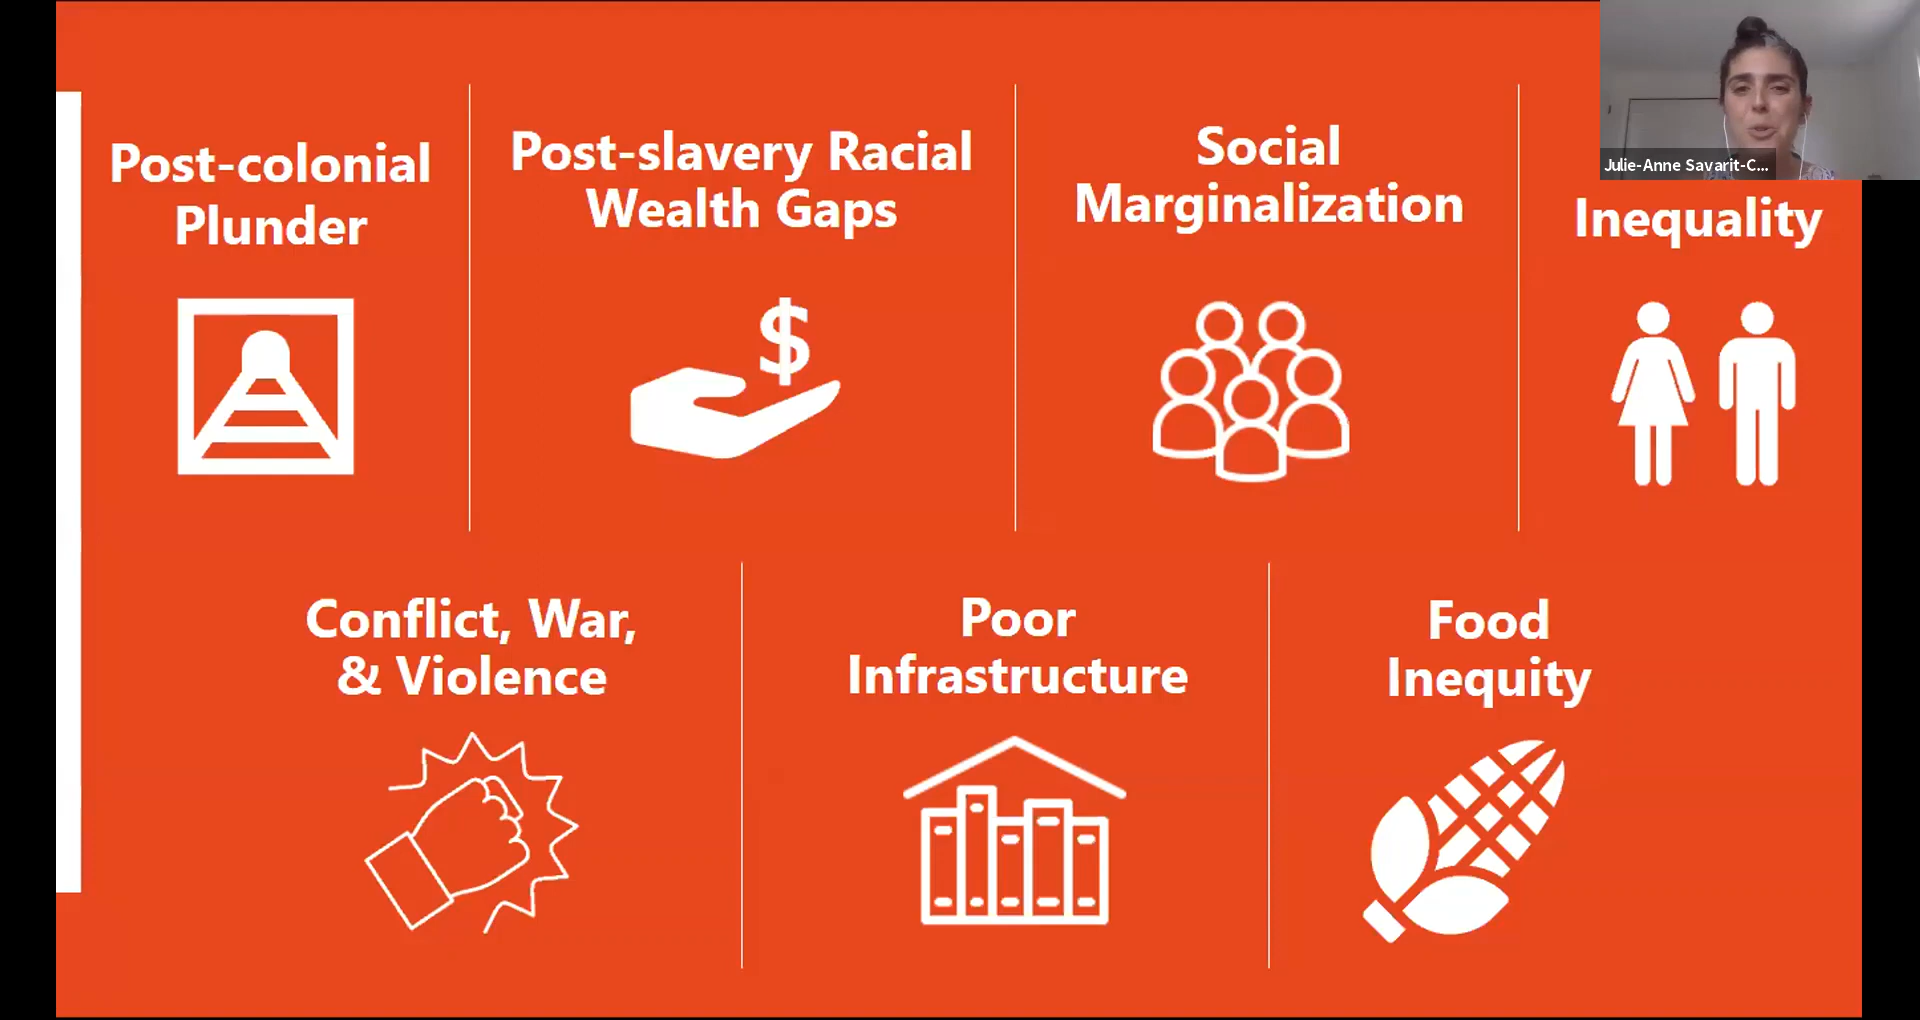 Post-colonial
Plunder
Post-slavery Racial
Wealth Gaps
$
Social
Marginalization
Inequality
Julie-Anne Savarit-C...
Conflict, War,
& Violence
Poor
Infrastructure
Food
Inequity